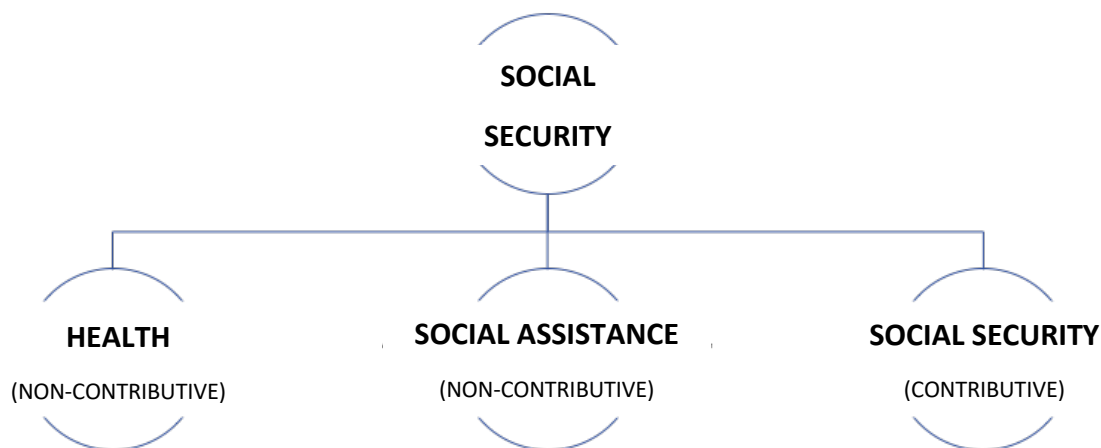 SOCIAL
SECURITY
HEALTH
(NON-CONTRIBUTIVE)
SOCIAL ASSISTANCE
(NON-CONTRIBUTIVE)
SOCIAL SECURITY
(CONTRIBUTIVE)